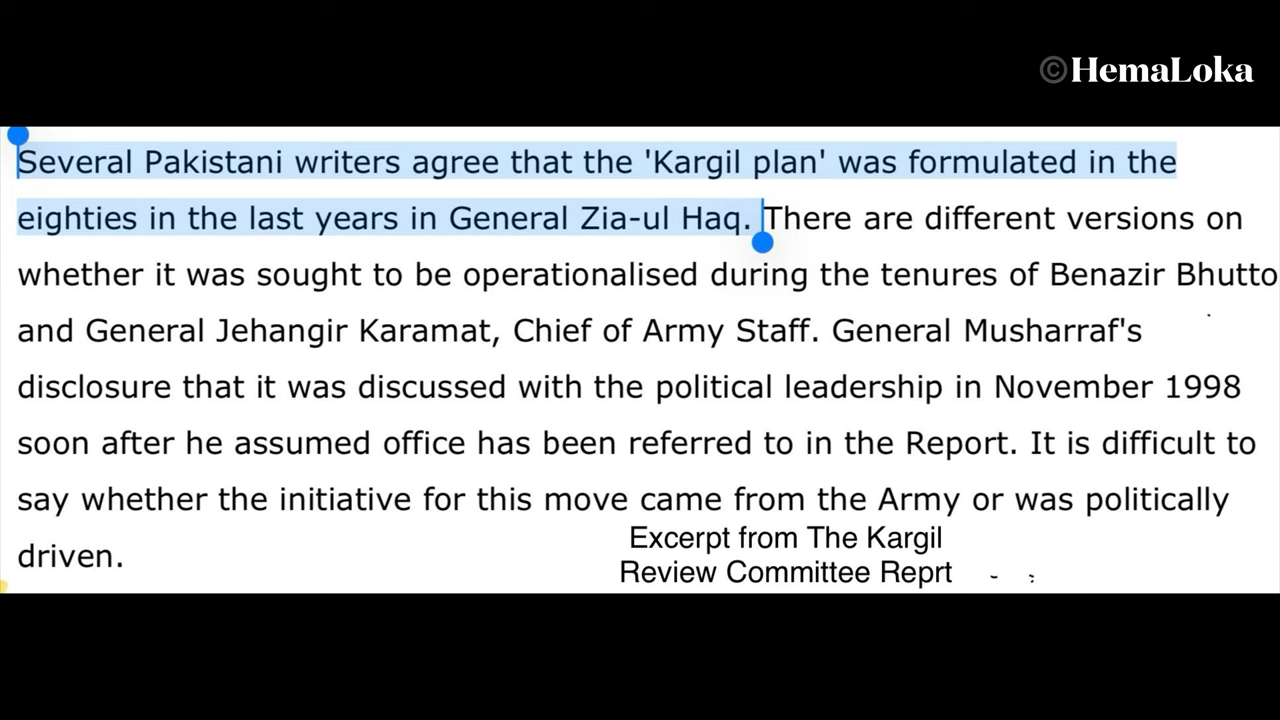 ©HemaLoka
Several Pakistani writers agree that the 'Kargil plan' was formulated in the
eighties in the last years in General Zia-ul Haq. There are different versions on
whether it was sought to be operationalised during the tenures of Benazir Bhutto
and General Jehangir Karamat, Chief of Army Staff. General Musharraf's
disclosure that it was discussed with the political leadership in November 1998
soon after he assumed office has been referred to in the Report. It is difficult to
say whether the initiative for this move came from the Army or was politically
driven.
Excerpt from The Kargil
Review Committee Reprt